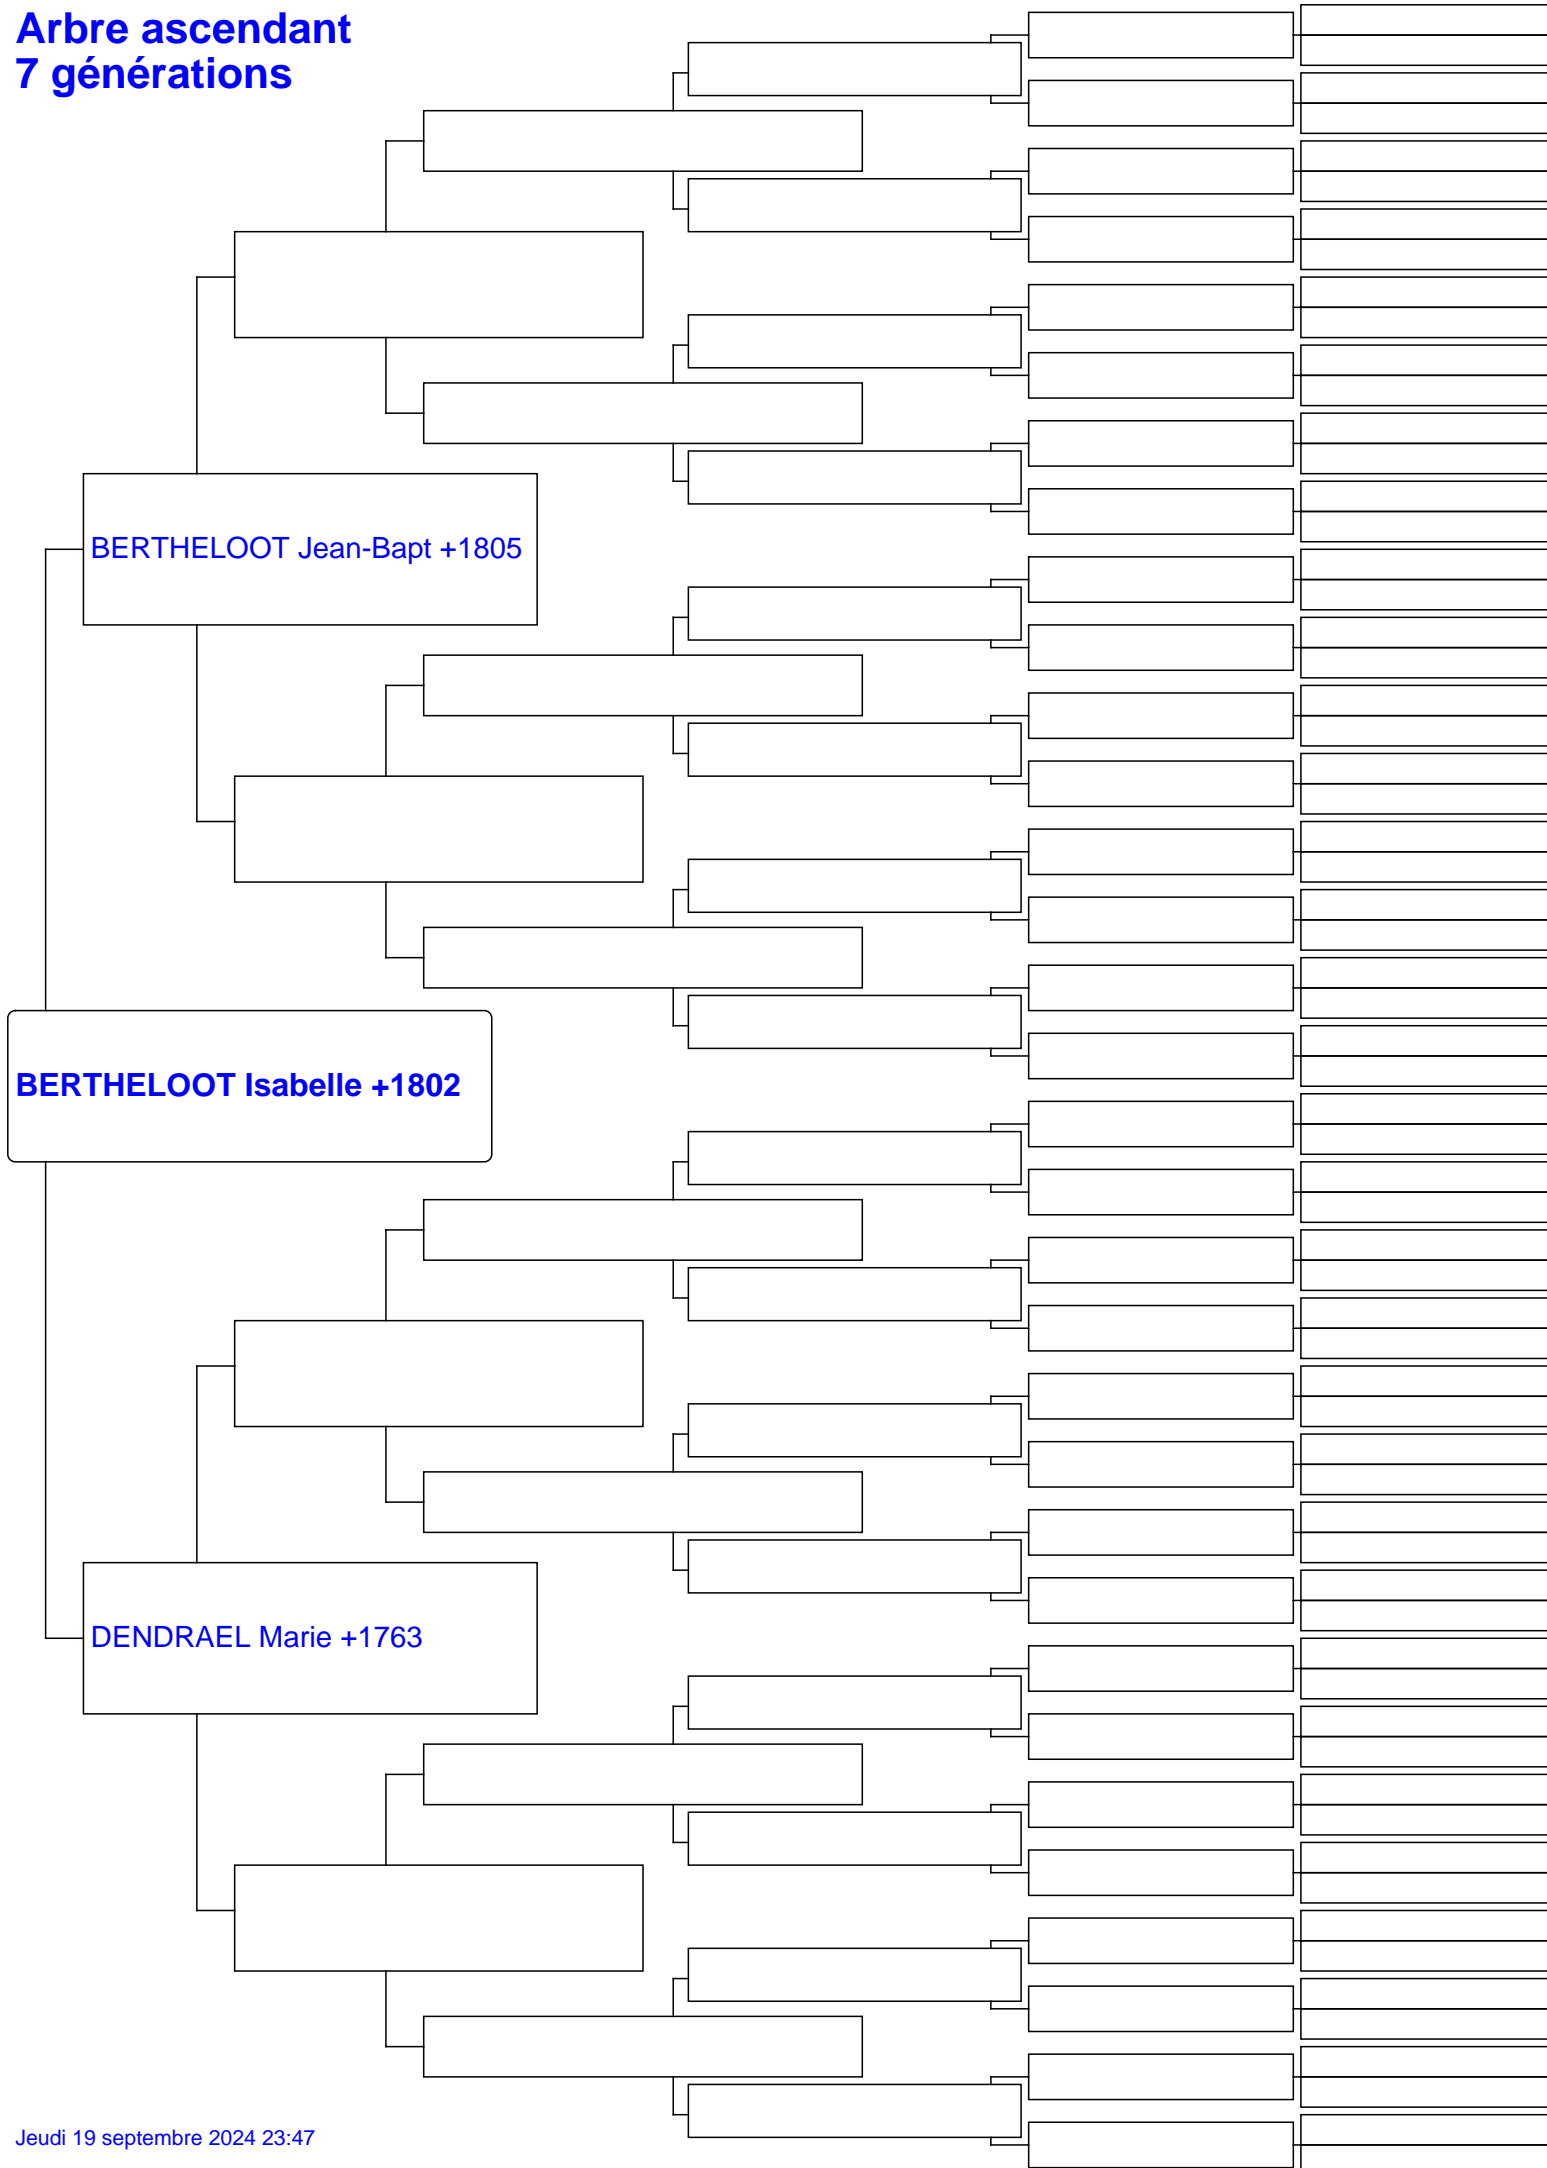 Arbre ascendant
7 générations
BERTHELOOT Jean-Bapt +1805
BERTHELOOT Isabelle +1802
DENDRAEL Marie +1763
Jeudi 19 septembre 2024 23:47